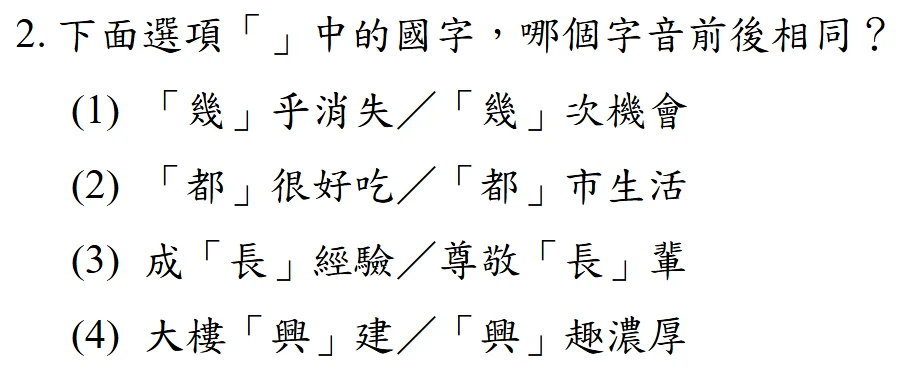 2. 下面選項「」中的國字，哪個字音前後相同？
(1) 「幾」乎消失／「幾」次機會
(2) 「都」很好吃／「都」市生活
(3) 成「長」經驗／尊敬「長」輩
(4) 大樓「興」建／「興」趣濃厚